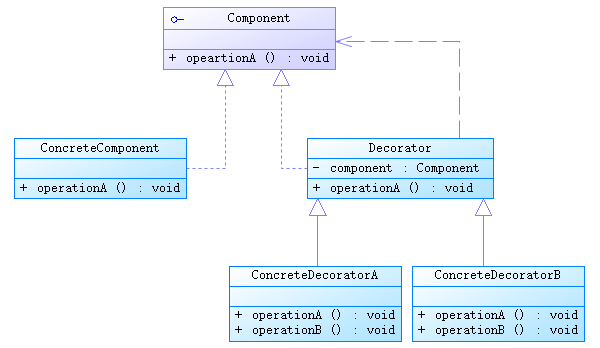 Component
+ opeartionA () : void
ConcreteComponent
+ operationA () : void
Decorator
- component : Component
+ operationA () : void
ConcreteDecoratorA
+ operationA () : void
+ operationB () : void
ConcreteDecoratorB
+ operationA () : void
+ operationB () : void